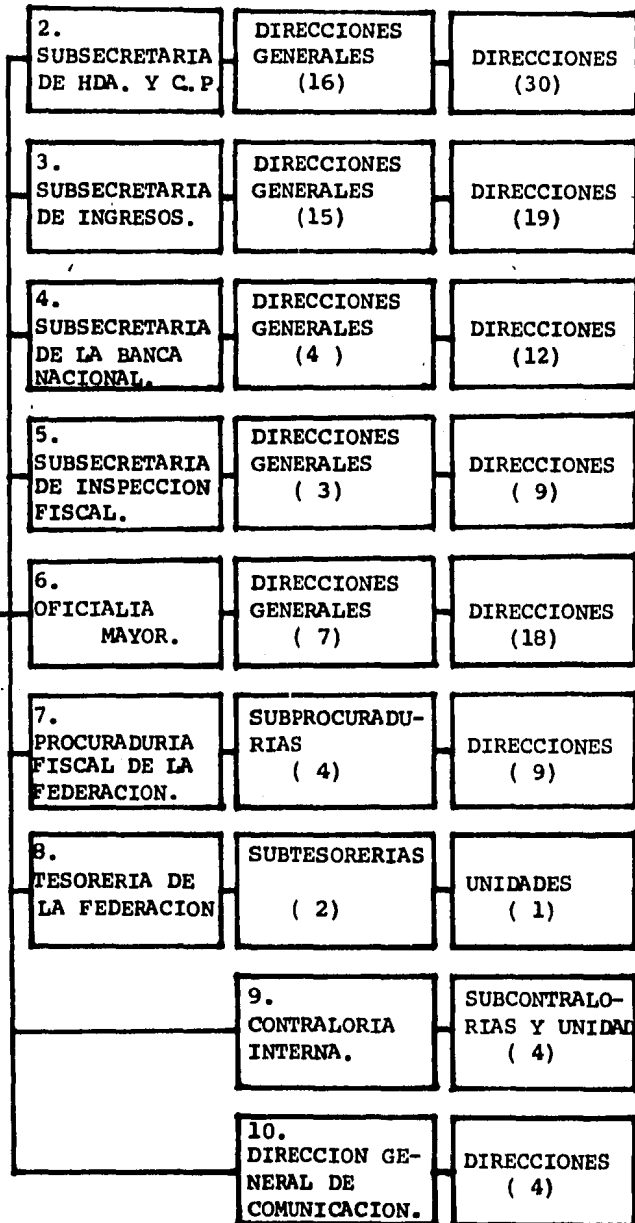 2.
SUBSECRETARIA
DE HDA. Y C.P.
DIRECCIONES
GENERALES
(16)
DIRECCIONES
(30)
3.
SUBSECRETARIA
DE INGRESOS.
DIRECCIONES
GENERALES
(15)
DIRECCIONES
(19)
4.
SUBSECRETARIA
DE LA BANCA
NACIONAL.
DIRECCIONES
GENERALES
(4 )
DIRECCIONES
(12)
5.
SUBSECRETARIA
DE INSPECCION
FISCAL.
DIRECCIONES
GENERALES
( 3)
DIRECCIONES
( 9)
6.
OFICIALIA
MAYOR.
DIRECCIONES
GENERALES
( 7)
DIRECCIONES
(18)
7.
PROCURADURIA
FISCAL DE LA
FEDERACION.
SUBPROCURADU-
RIAS
( 4)
DIRECCIONES
( 9)
8.
TESORERIA DE
LA FEDERACION
SUBTESORERIAS
( 2)
UNIDADES
( 1)
9.
CONTRALORIA
INTERNA.
SUBCONTRALO-
RIAS Y UNIDAD
( 4)
10.
DIRECCION GE-
NERAL DE
COMUNICACION.
DIRECCIONES
( 4)